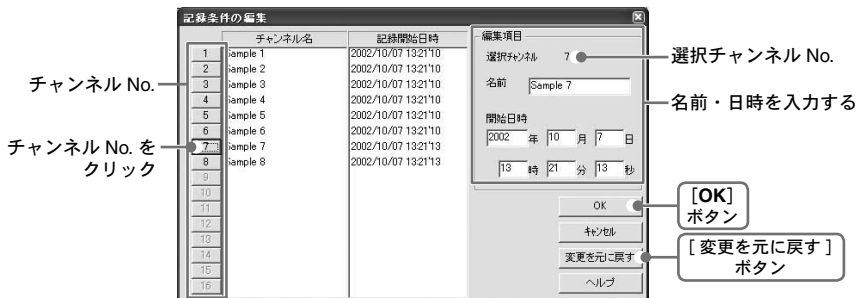 記録条件の編集
チャンネル名 記録開始日時
1 Sample 1 2002/10/07 13:21'10
2 Sample 2 2002/10/07 13:21'10
3 Sample 3 2002/10/07 13:21'10
4 Sample 4 2002/10/07 13:21'10
5 Sample 5 2002/10/07 13:21'10
6 Sample 6 2002/10/07 13:21'10
7 Sample 7 2002/10/07 13:21'13
8 Sample 8 2002/10/07 13:21'13
9
10
11
12
13
14
15
16
編集項目
選択チャンネル 7
名前 Sample 7
開始日時
2002 年 10 月 7 日
13 時 21 分 13 秒
OK
キャンセル
変更を元に戻す
ヘルプ
チャンネル No.
チャンネル No. を
クリック
選択チャンネル No.
名前・日時を入力する
[OK]
ボタン
[ 変更を元に戻す ]
ボタン